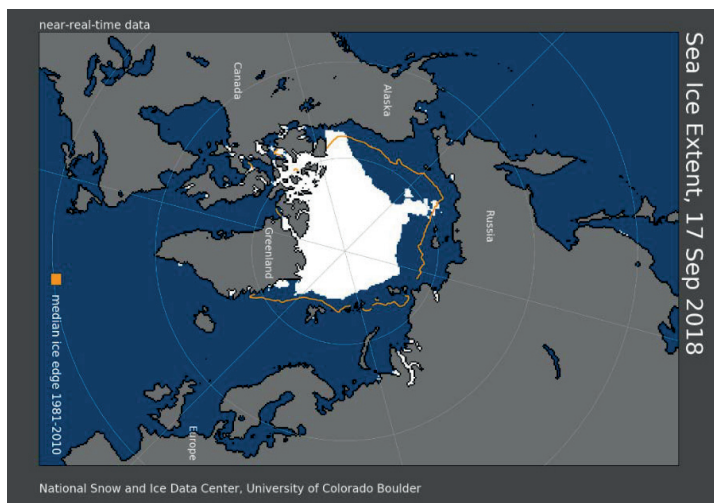 near-real-time data
Sea Ice Extent, 17 Sep 2018
Canada
Alaska
Russia
Greenland
Europe
median ice edge 1981-2010
National Snow and Ice Data Center, University of Colorado Boulder